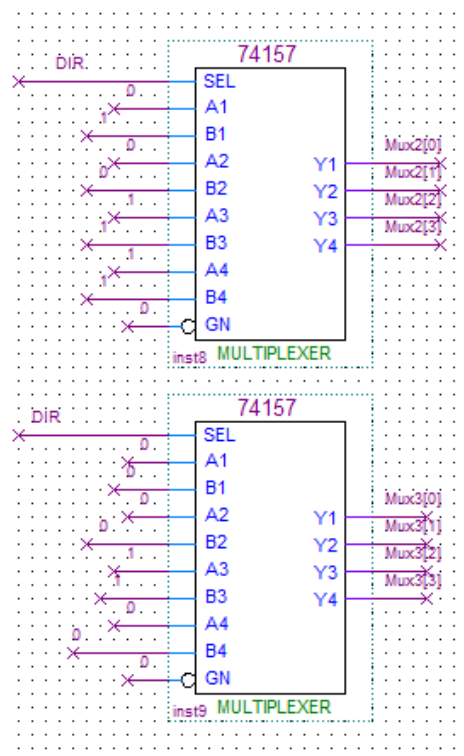 74157
DIR
SEL
0
A1
1
B1
0
A2
Y1
Mux2[0]
0
B2
Y2
Mux2[1]
1
A3
Y3
Mux2[2]
1
B3
Y4
Mux2[3]
1
A4
1
B4
0
GN
inst8 MULTIPLEXER
74157
DIR
SEL
0
A1
0
B1
0
A2
Y1
Mux3[0]
0
B2
Y2
Mux3[1]
1
A3
Y3
Mux3[2]
1
B3
Y4
Mux3[3]
0
A4
0
B4
0
GN
inst9 MULTIPLEXER